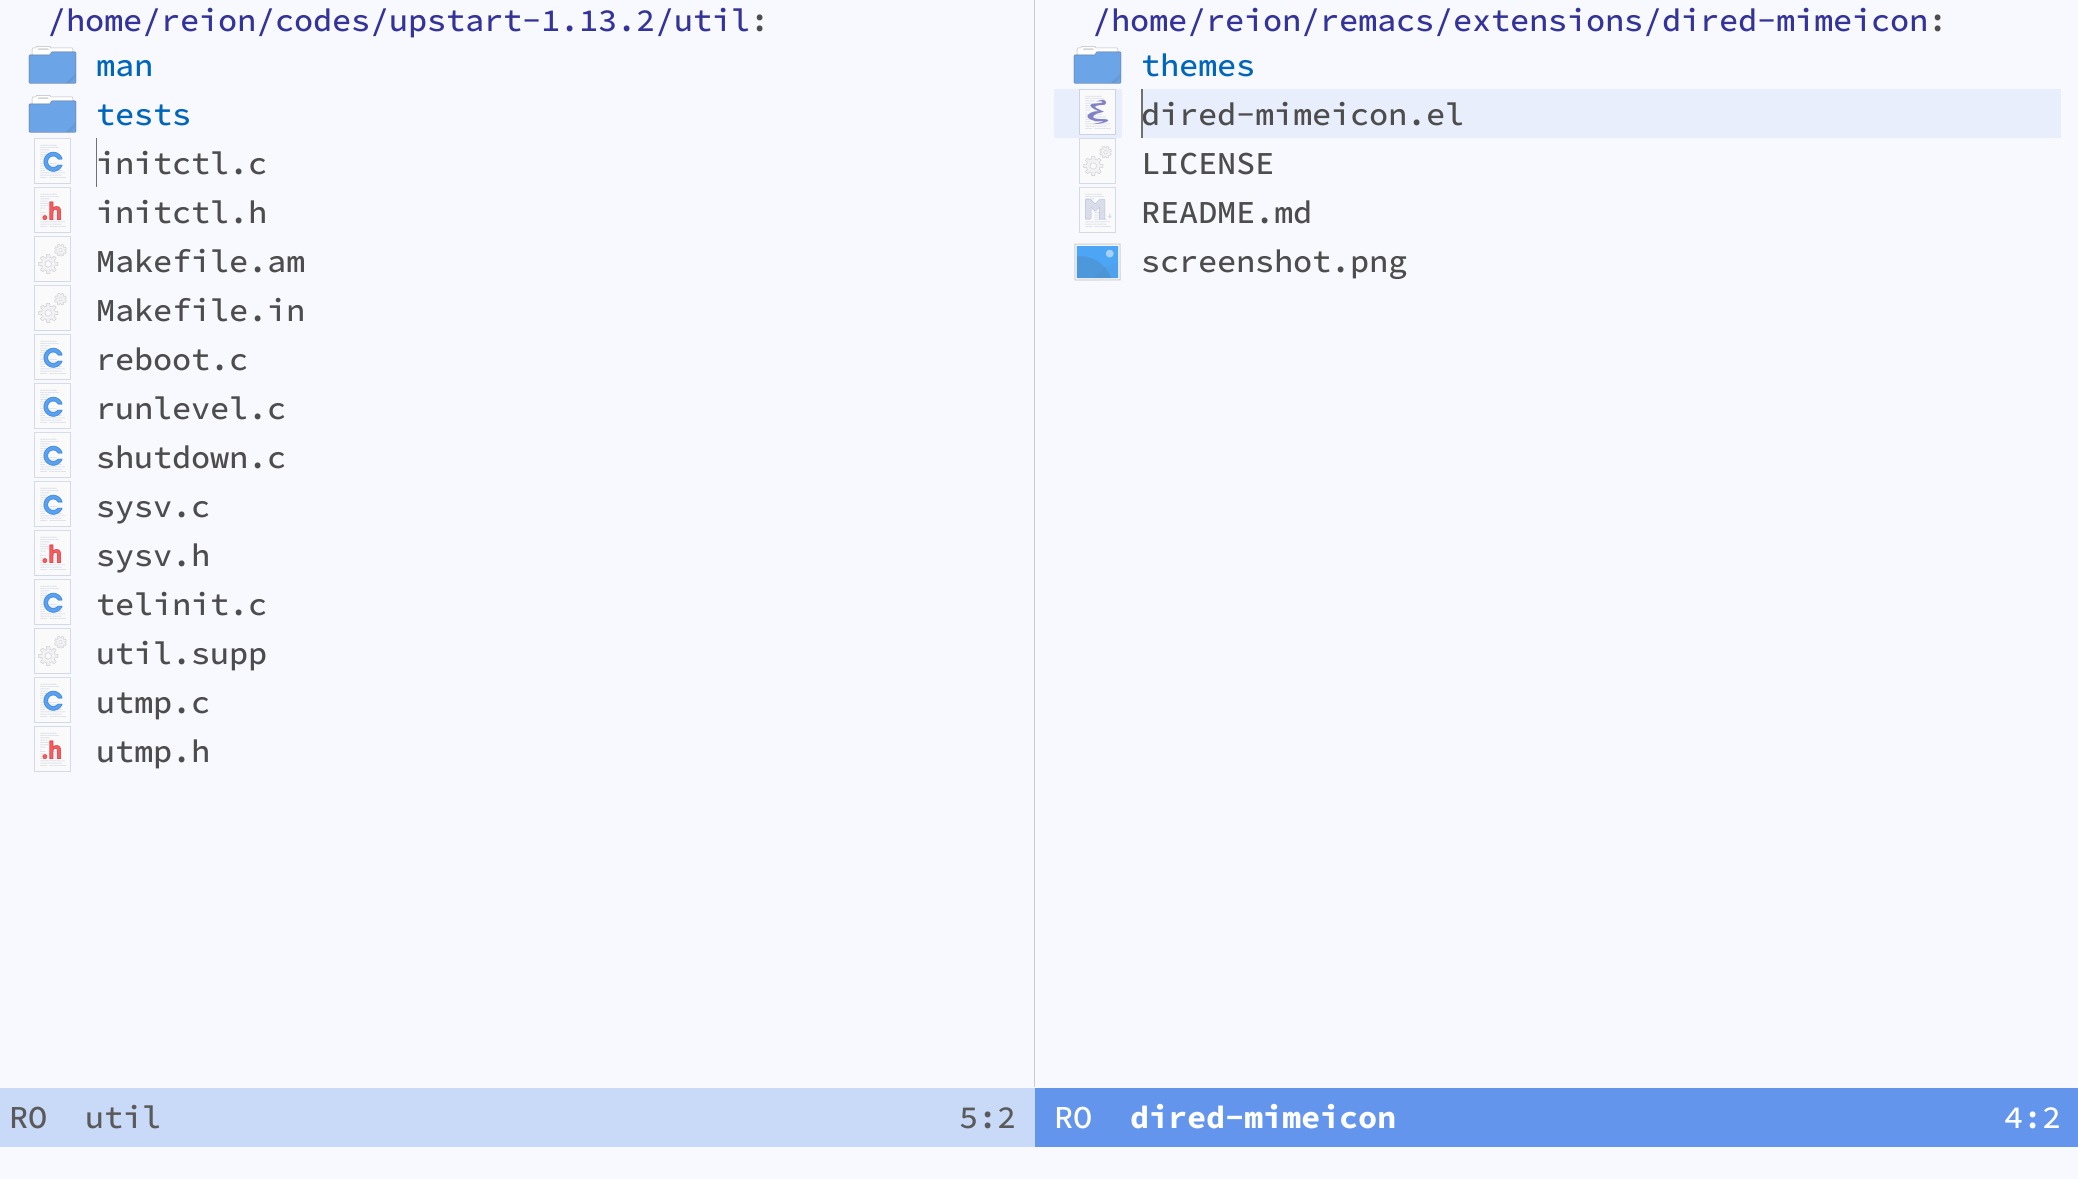 /home/reion/codes/upstart-1.13.2/util:
man
tests
initctl.c
initctl.h
Makefile.am
Makefile.in
reboot.c
runlevel.c
shutdown.c
sysv.c
sysv.h
telinit.c
util.supp
utmp.c
utmp.h
RO util 5:2
/home/reion/remacs/extensions/dired-mimeicon:
themes
dired-mimeicon.el
LICENSE
README.md
screenshot.png
RO dired-mimeicon 4:2